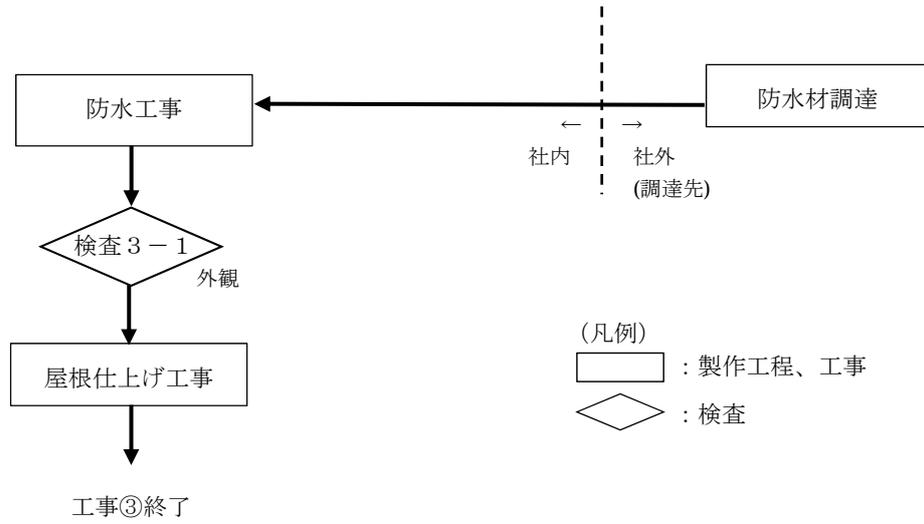 防水工事
防水材調達
← →
社内
社外
(調達先)
検査3-1
外観
屋根仕上げ工事
工事③終了
(凡例)
:製作工程、工事
:検査